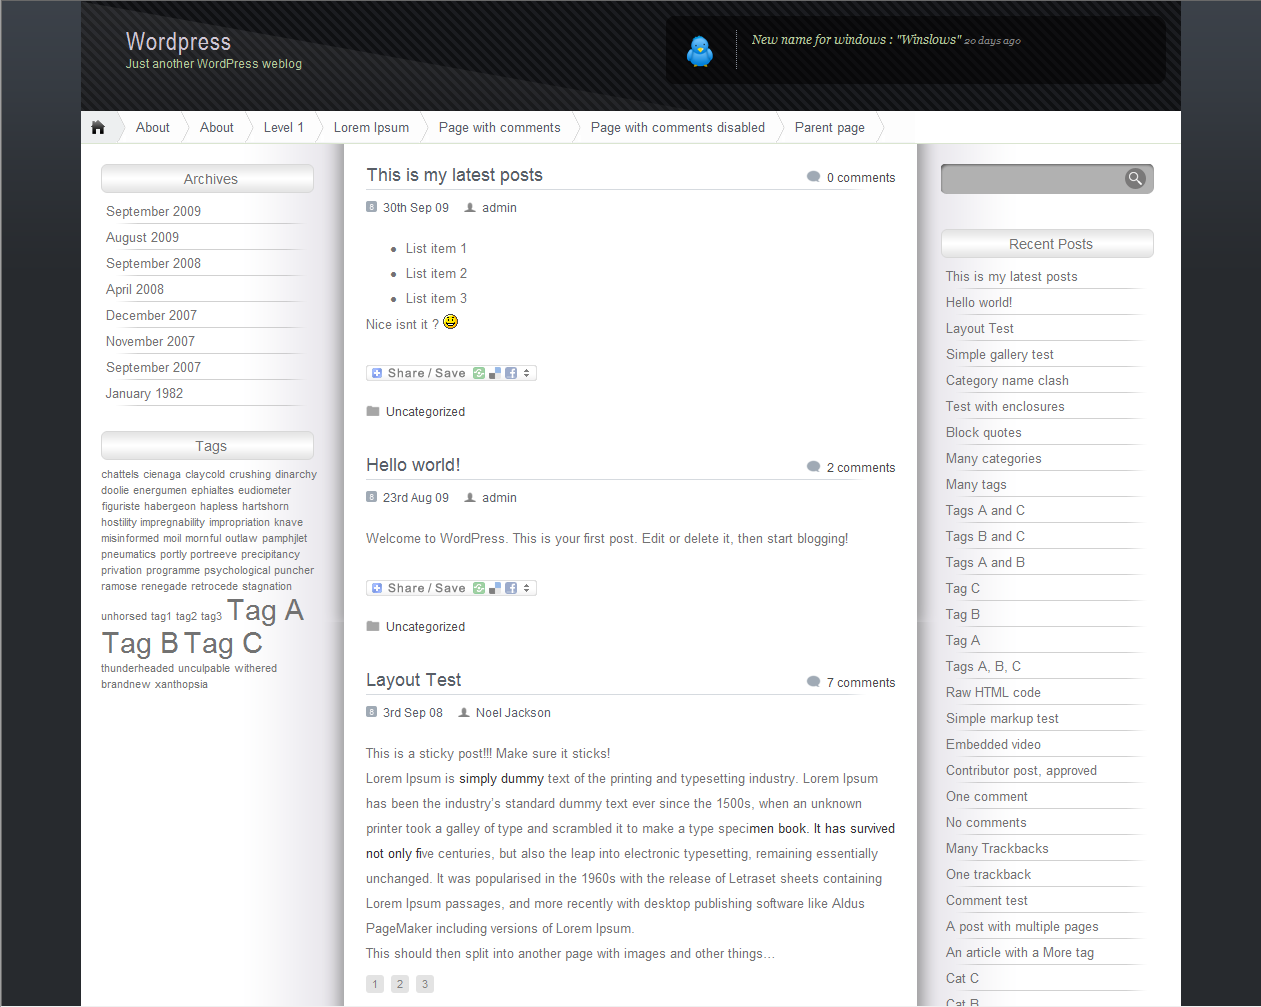 Wordpress
Just another WordPress weblog
New name for windows : "Winslows" 20 days ago
About
About
Level 1
Lorem Ipsum
Page with comments
Page with comments disabled
Parent page
Archives
September 2009
August 2009
September 2008
April 2008
December 2007
November 2007
September 2007
January 1982
Tags
chattels cienaga claycold crushing dinarchy
doolie energumen ephialtes eudiometer
figuriste habergeon hapless hartshorn
hostility impregnability impropriation knave
misinformed moil mornful outlaw pamphjlet
pneumatics portly portreeve precipitancy
privation programme psychological puncher
ramose renegade retrocede stagnation
unhorsed tag1 tag2 tag3 Tag A
Tag B Tag C
thunderheaded unculpable withered
brandnew xanthopsia
This is my latest posts
0 comments
8 30th Sep 09 admin
List item 1
List item 2
List item 3
Nice isnt it ?
Share / Save
Uncategorized
Hello world!
2 comments
8 23rd Aug 09 admin
Welcome to WordPress. This is your first post. Edit or delete it, then start blogging!
Share / Save
Uncategorized
Layout Test
7 comments
8 3rd Sep 08 Noel Jackson
This is a sticky post!!! Make sure it sticks!
Lorem Ipsum is simply dummy text of the printing and typesetting industry. Lorem Ipsum
has been the industry's standard dummy text ever since the 1500s, when an unknown
printer took a galley of type and scrambled it to make a type specimen book. It has survived
not only five centuries, but also the leap into electronic typesetting, remaining essentially
unchanged. It was popularised in the 1960s with the release of Letraset sheets containing
Lorem Ipsum passages, and more recently with desktop publishing software like Aldus
PageMaker including versions of Lorem Ipsum.
This should then split into another page with images and other things...
1 2 3
Recent Posts
This is my latest posts
Hello world!
Layout Test
Simple gallery test
Category name clash
Test with enclosures
Block quotes
Many categories
Many tags
Tags A and C
Tags B and C
Tags A and B
Tag C
Tag B
Tag A
Tags A, B, C
Raw HTML code
Simple markup test
Embedded video
Contributor post, approved
One comment
No comments
Many Trackbacks
One trackback
Comment test
A post with multiple pages
An article with a More tag
Cat C
Cat B